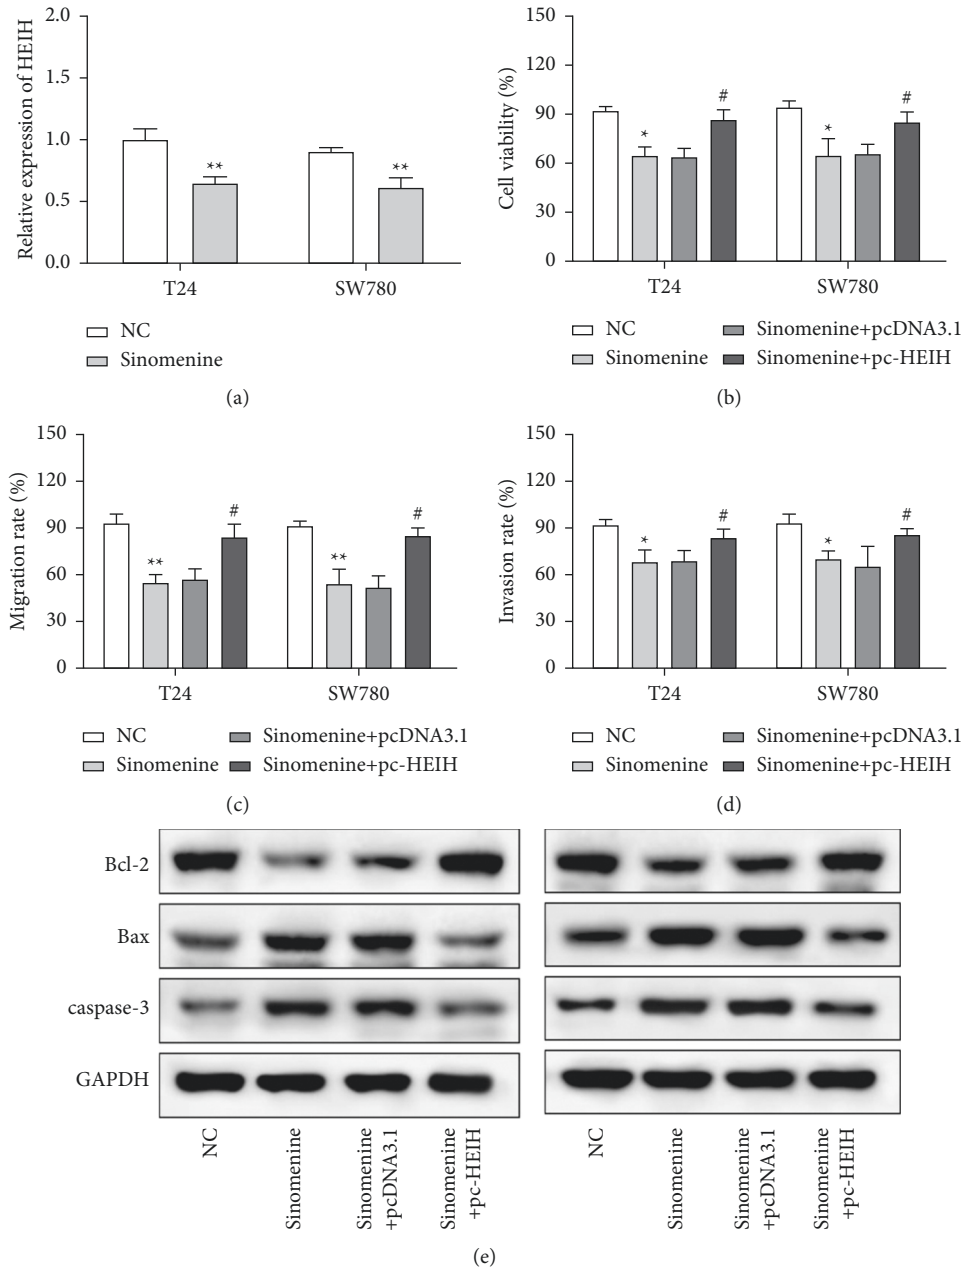 Relative expression of HEIH
2.0
1.5
1.0
0.5
0.0
**
**
T24
SW780
NC
Sinomenine
(a)
Cell viability (%)
150
120
90
60
30
0
*
#
*
#
T24
SW780
NC
Sinomenine
Sinomenine+pcDNA3.1
Sinomenine+pc-HEIH
(b)
Migration rate (%)
150
120
90
60
30
0
**
#
**
#
T24
SW780
NC
Sinomenine
Sinomenine+pcDNA3.1
Sinomenine+pc-HEIH
(c)
Invasion rate (%)
150
120
90
60
30
0
*
#
*
#
T24
SW780
NC
Sinomenine
Sinomenine+pcDNA3.1
Sinomenine+pc-HEIH
(d)
Bcl-2
Bax
caspase-3
GAPDH
NC
Sinomenine
Sinomenine
+pcDNA3.1
Sinomenine
+pc-HEIH
NC
Sinomenine
Sinomenine
+pcDNA3.1
Sinomenine
+pc-HEIH
(e)